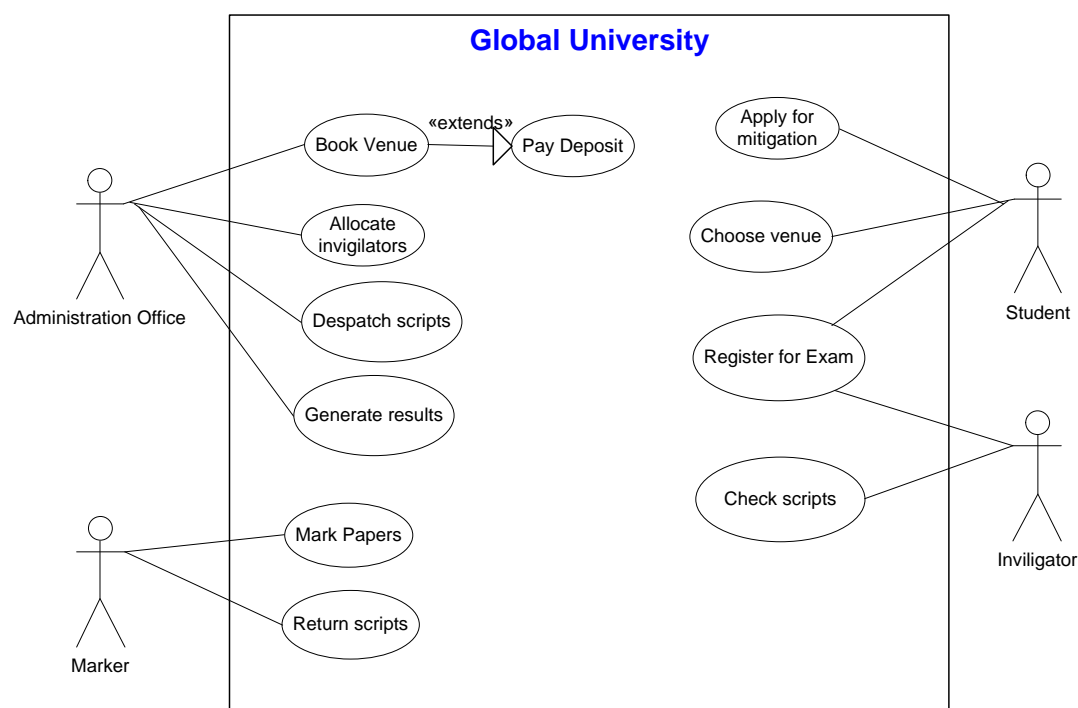 Global University
«extends»
Book Venue
Pay Deposit
Apply for
mitigation
Allocate
invigilators
Choose venue
Administration Office
Despatch scripts
Student
Register for Exam
Generate results
Check scripts
Mark Papers
Inviligator
Return scripts
Marker